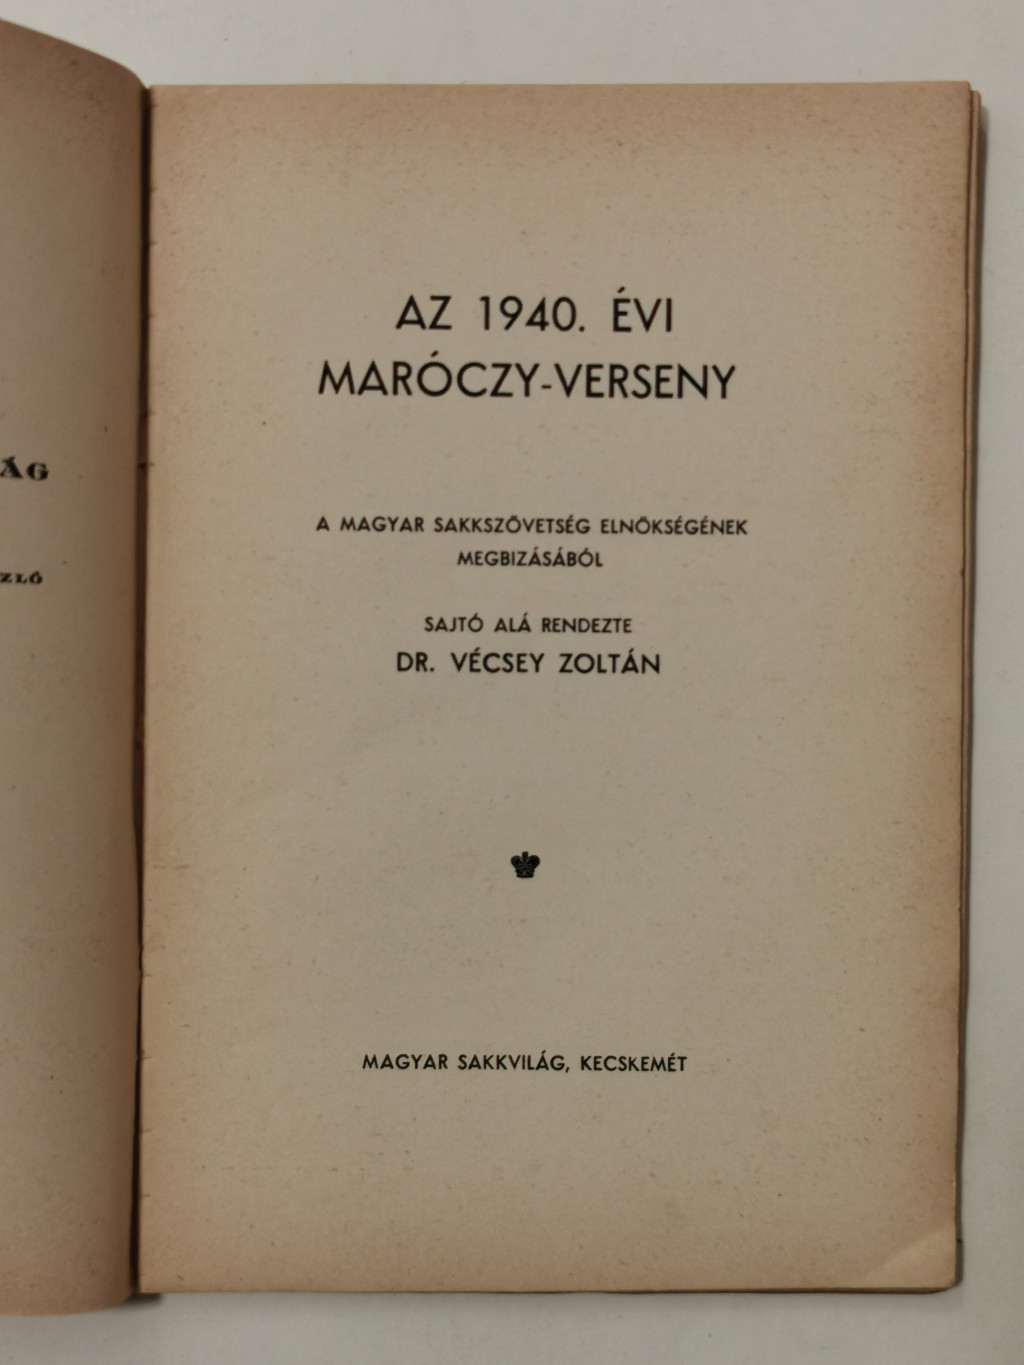 AZ 1940. ÉVI
MARÓCZY-VERSENY
A MAGYAR SAKKSZÖVETSÉG ELNÖKSÉGÉNEK
MEGBIZÁSÁBÓL
SAJTÓ ALÁ RENDEZTE
DR. VÉCSEY ZOLTÁN
MAGYAR SAKKVILÁG, KECSKEMÉT